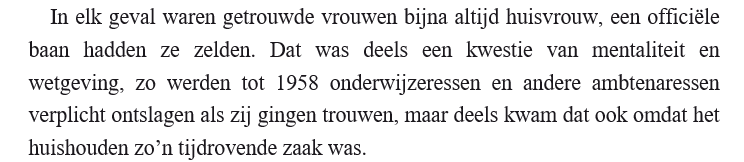 In elk geval waren getrouwde vrouwen bijna altijd huisvrouw, een officiële
baan hadden ze zelden. Dat was deels een kwestie van mentaliteit en
wetgeving, zo werden tot 1958 onderwijzeressen en andere ambtenaressen
verplicht ontslagen als zij gingen trouwen, maar deels kwam dat ook omdat het
huishouden zo’n tijdrovende zaak was.